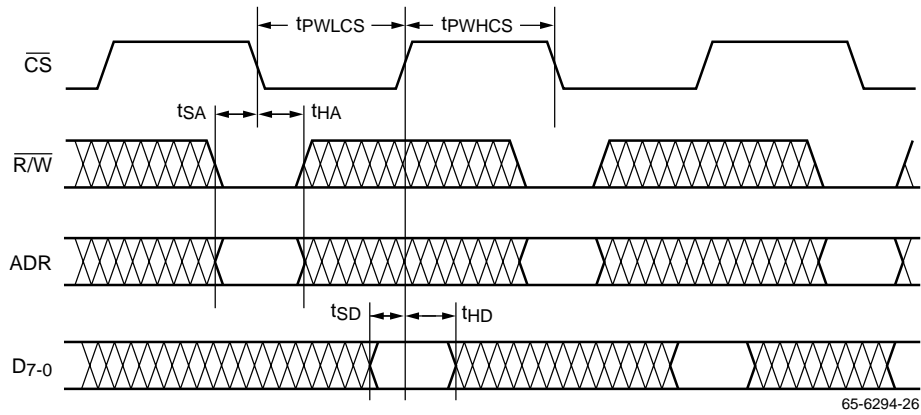 tPWLCS tPWHCS
CS
tSA tHA
R/W
ADR
tSD tHD
D7-0
65-6294-26